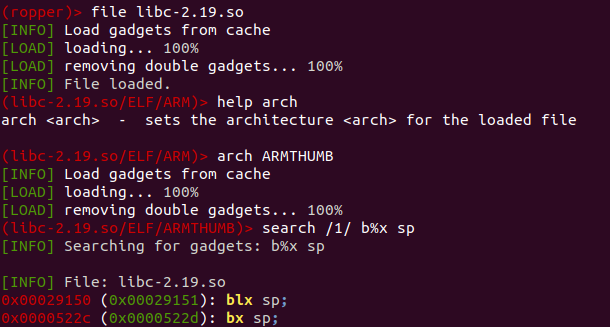 (ropper)> file libc-2.19.so
[INFO] Load gadgets from cache
[LOAD] loading... 100%
[LOAD] removing double gadgets... 100%
[INFO] File loaded.
(libc-2.19.so/ELF/ARM)> help arch
arch <arch>  -  sets the architecture <arch> for the loaded file
(libc-2.19.so/ELF/ARM)> arch ARMTHUMB
[INFO] Load gadgets from cache
[LOAD] loading... 100%
[LOAD] removing double gadgets... 100%
(libc-2.19.so/ELF/ARMTHUMB)> search /1/ b%x sp
[INFO] Searching for gadgets: b%x sp
[INFO] File: libc-2.19.so
0x00029150 (0x00029151): blx sp;
0x0000522c (0x0000522d): bx sp;